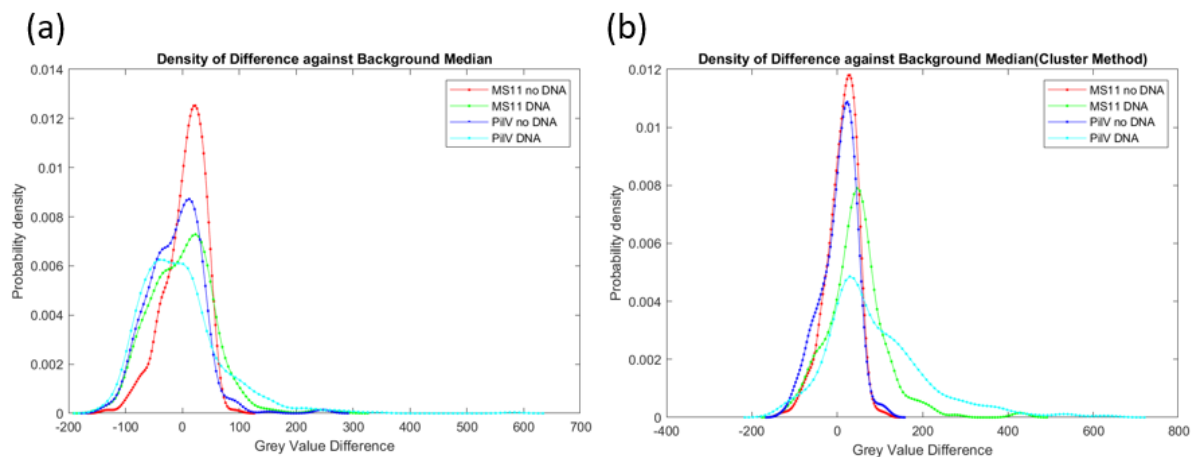 (a)
Density of Difference against Background Median
0.014
0.012
0.01
0.008
0.006
0.004
0.002
0
Probability density
-200 -100 0 100 200 300 400 500 600 700
Grey Value Difference
MS11 no DNA
MS11 DNA
PilV no DNA
PilV DNA
(b)
Density of Difference against Background Median(Cluster Method)
0.012
0.01
0.008
0.006
0.004
0.002
0
Probability density
-400 -200 0 200 400 600 800
Grey Value Difference
MS11 no DNA
MS11 DNA
PilV no DNA
PilV DNA